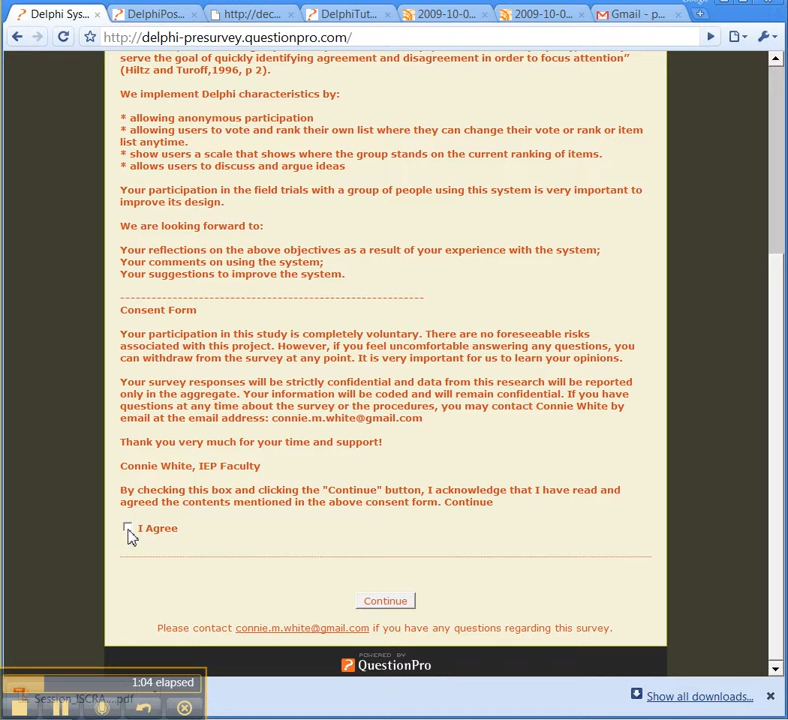 Delphi Sys...
DelphiPos...
http://dec...
DelphiTut...
2009-10-0...
2009-10-0...
Gmail - p...
http://delphi-presurvey.questionpro.com/
serve the goal of quickly identifying agreement and disagreement in order to focus attention”
(Hiltz and Turoff,1996, p 2).
We implement Delphi characteristics by:
* allowing anonymous participation
* allowing users to vote and rank their own list where they can change their vote or rank or item
list anytime.
* show users a scale that shows where the group stands on the current ranking of items.
* allows users to discuss and argue ideas
Your participation in the field trials with a group of people using this system is very important to
improve its design.
We are looking forward to:
Your reflections on the above objectives as a result of your experience with the system;
Your comments on using the system;
Your suggestions to improve the system.
----------------------------------------------------------
Consent Form
Your participation in this study is completely voluntary. There are no foreseeable risks
associated with this project. However, if you feel uncomfortable answering any questions, you
can withdraw from the survey at any point. It is very important for us to learn your opinions.
Your survey responses will be strictly confidential and data from this research will be reported
only in the aggregate. Your information will be coded and will remain confidential. If you have
questions at any time about the survey or the procedures, you may contact Connie White by
email at the email address: connie.m.white@gmail.com
Thank you very much for your time and support!
Connie White, IEP Faculty
By checking this box and clicking the "Continue" button, I acknowledge that I have read and
agreed the contents mentioned in the above consent form. Continue
I Agree
Continue
Please contact connie.m.white@gmail.com if you have any questions regarding this survey.
POWERED BY
QuestionPro
1:04 elapsed
Session_ISCRA....pdf
Show all downloads...